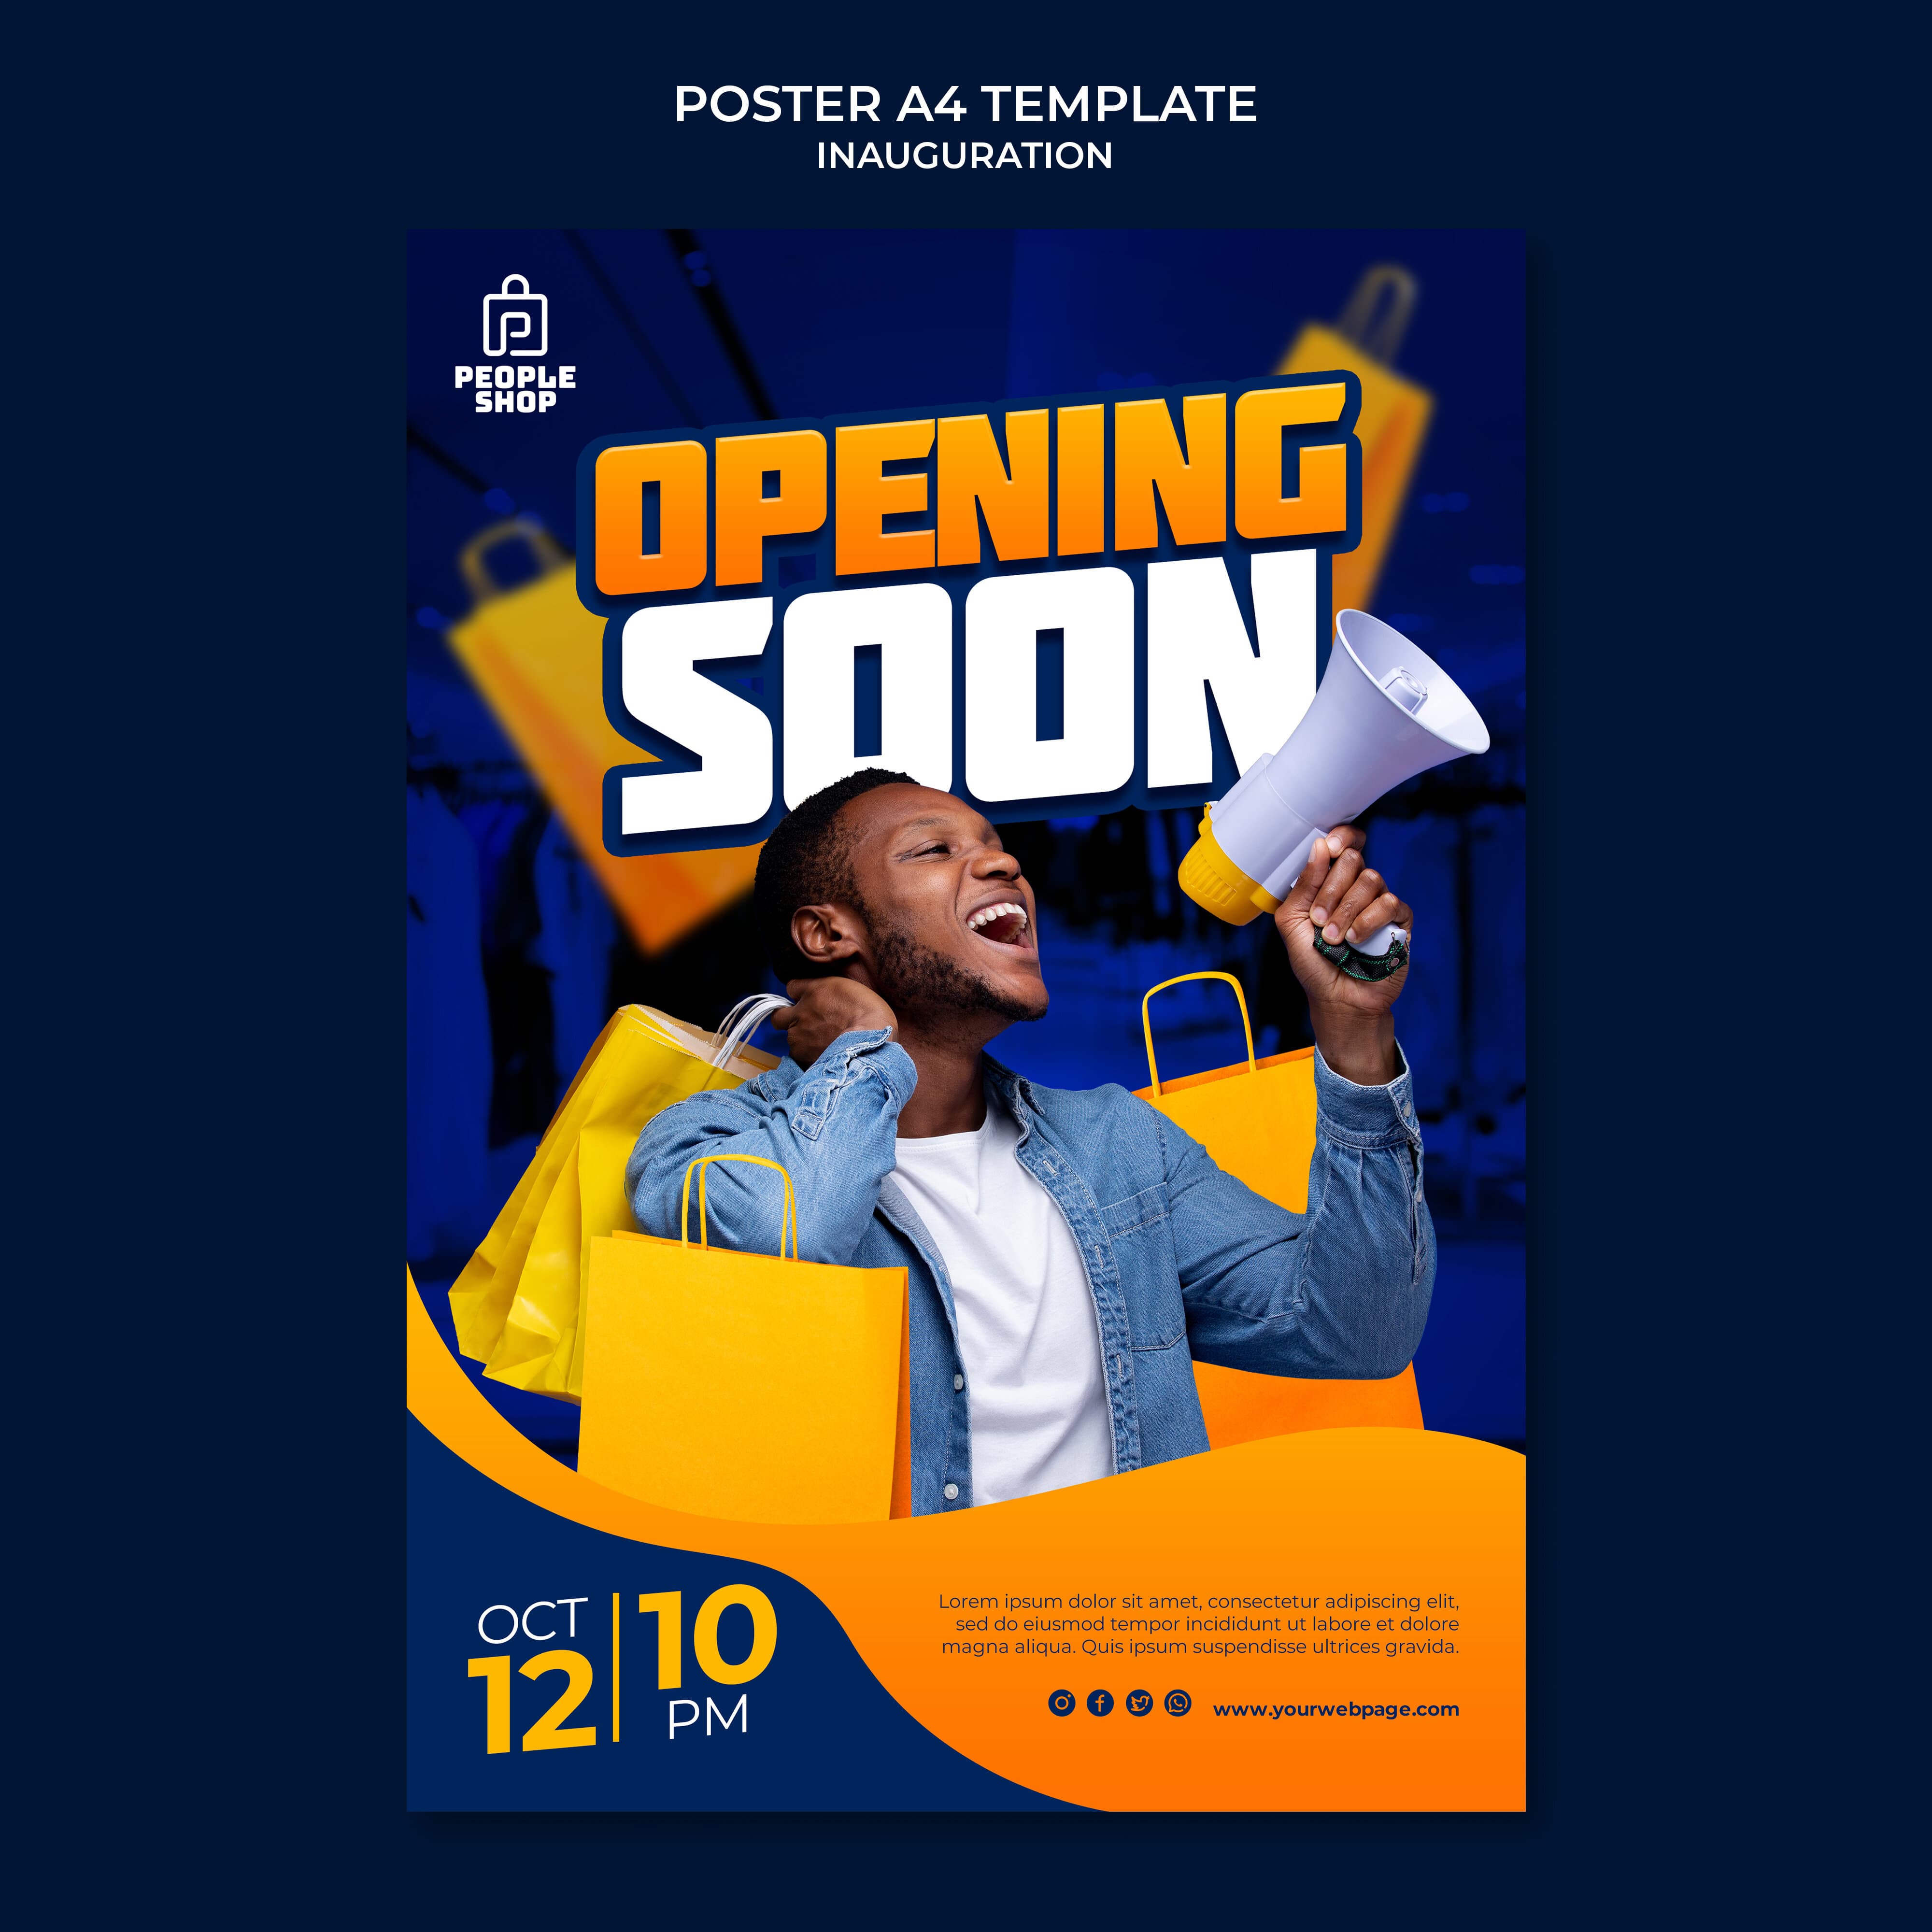 POSTER A4 TEMPLATE
INAUGURATION
PEOPLE
SHOP
OPENING
SOON
OCT
12
10
PM
Lorem ipsum dolor sit amet, consectetur adipiscing elit,
sed do eiusmod tempor incididunt ut labore et dolore
magna aliqua. Quis ipsum suspendisse ultrices gravida.
www.yourwebpage.com